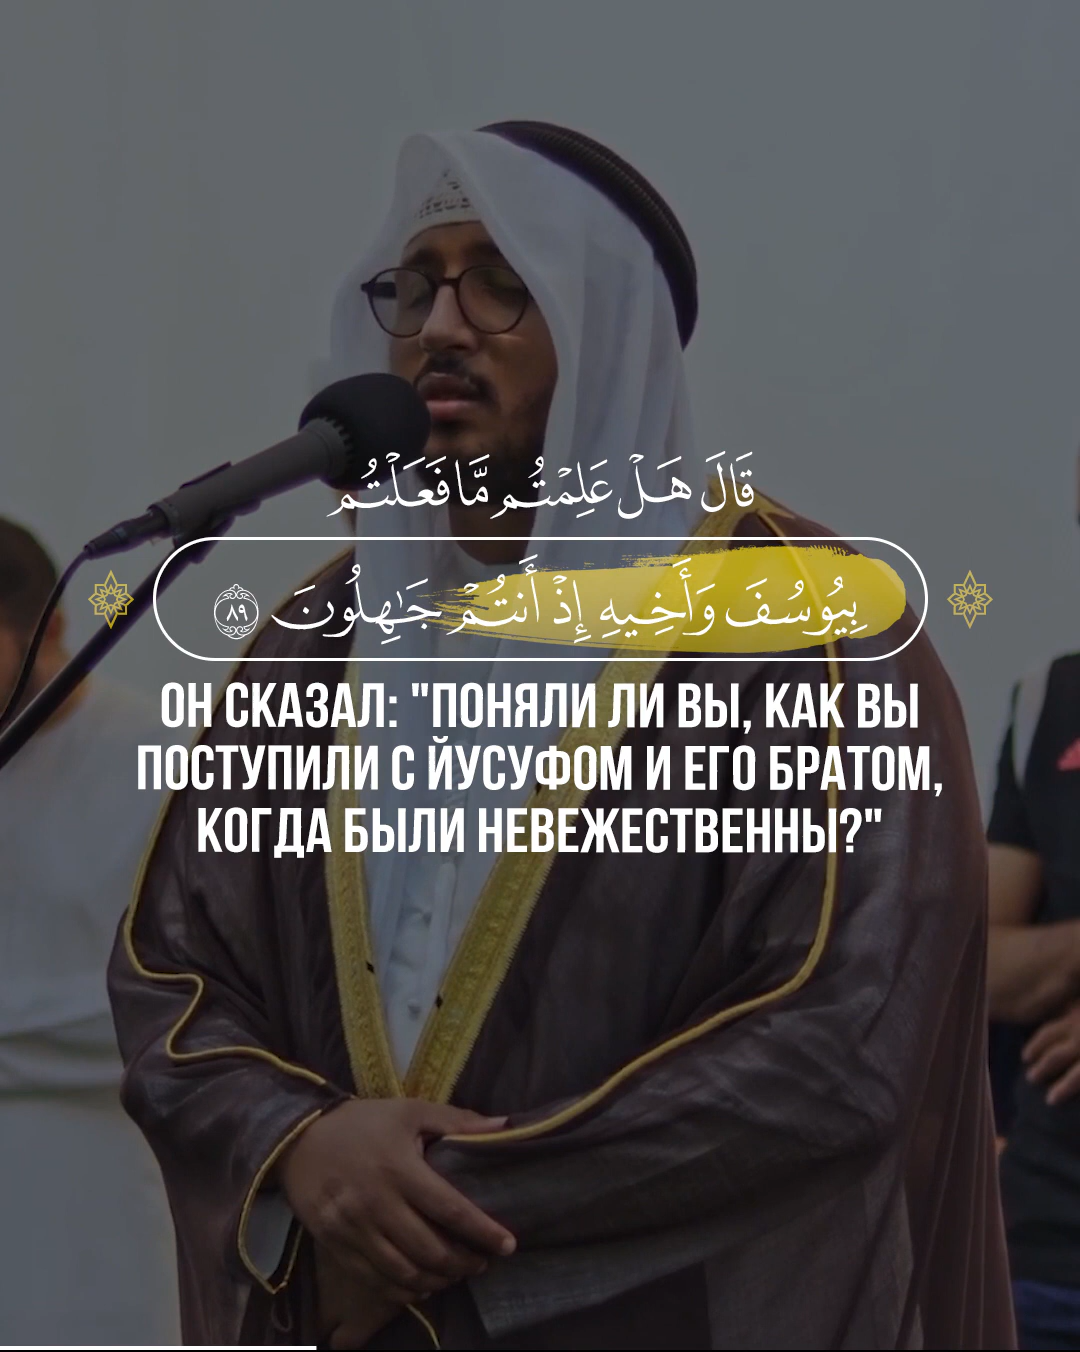 قَالَ هَلْ عَلِمْتُم مَّا فَعَلْتُم
بِيُوسُفَ وَأَخِيهِ إِذْ أَنتُمْ جَٰهِلُونَ ٨٩
ОН СКАЗАЛ: "ПОНЯЛИ ЛИ ВЫ, КАК ВЫ
ПОСТУПИЛИ С ЙУСУФОМ И ЕГО БРАТОМ,
КОГДА БЫЛИ НЕВЕЖЕСТВЕННЫ?"